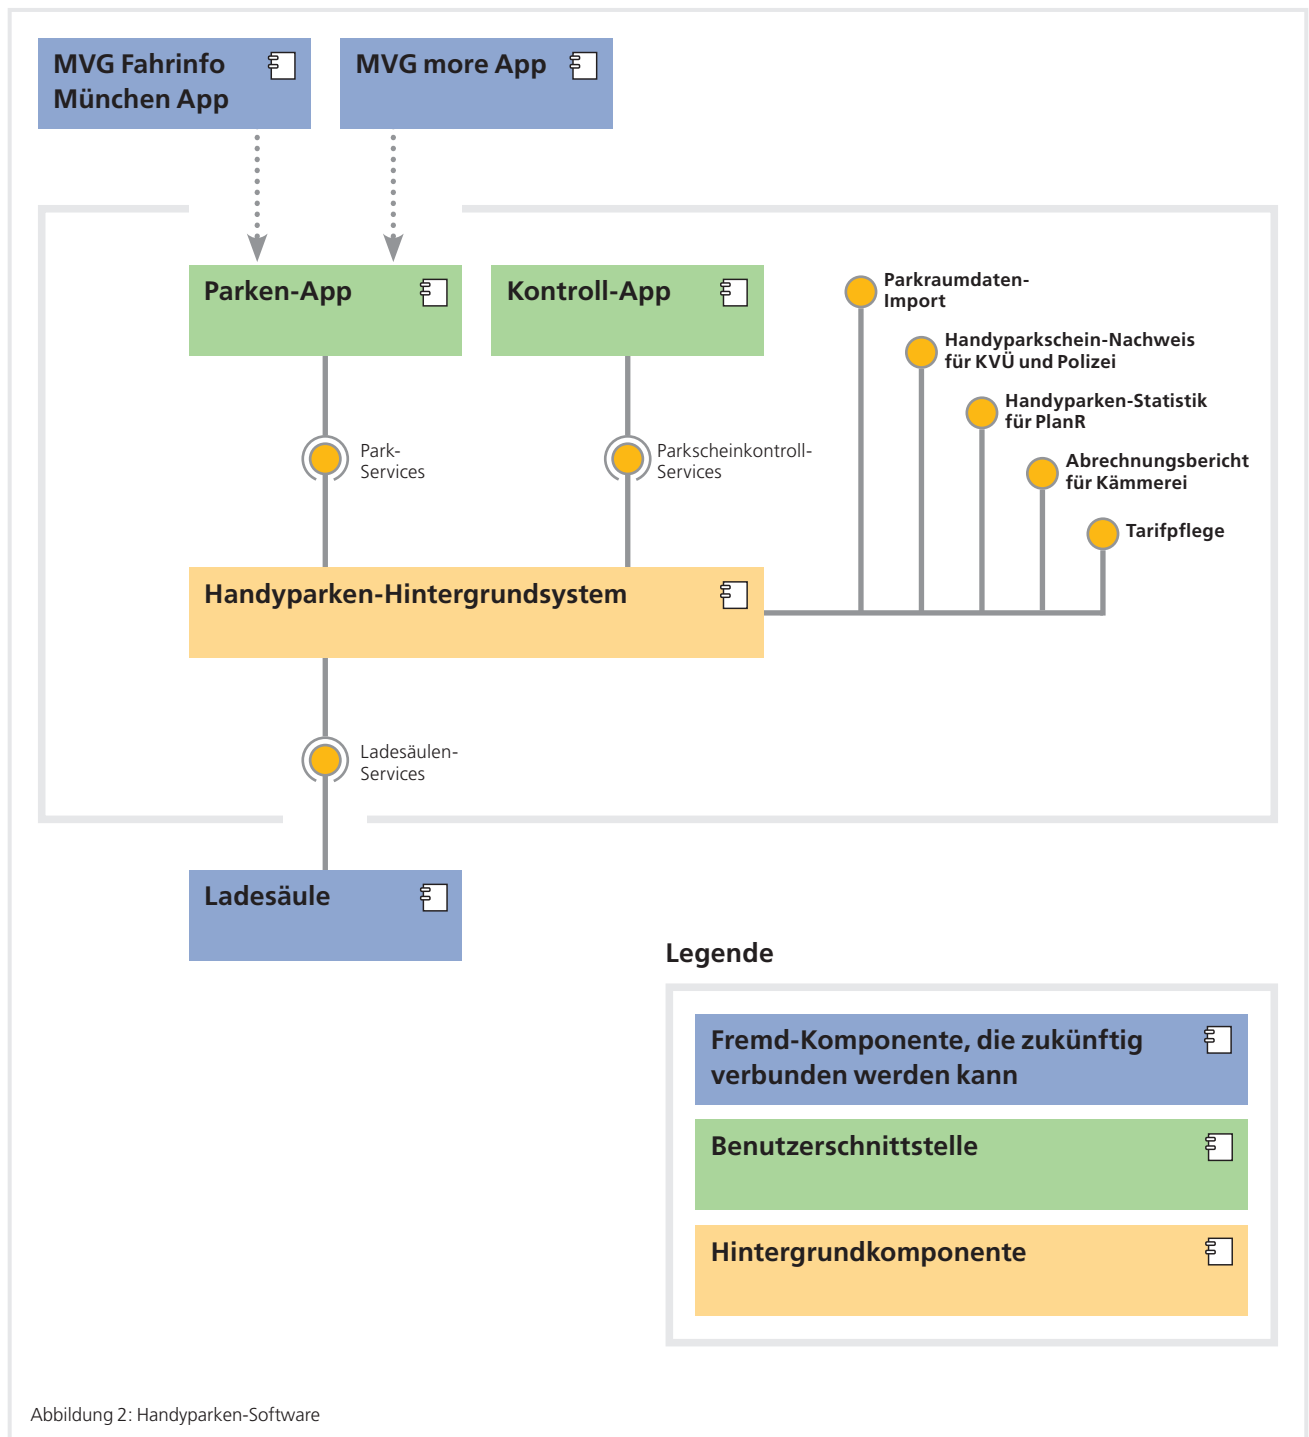 MVG Fahrinfo
München App
MVG more App
Parken-App
Kontroll-App
Parkraumdaten-
Import
Handyparkschein-Nachweis
für KVÜ und Polizei
Handyparken-Statistik
für PlanR
Abrechnungsbericht
für Kämmerei
Tarifpflege
Park-
Services
Parkscheinkontroll-
Services
Handyparken-Hintergrundsystem
Ladesäulen-
Services
Ladesäule
Legende
Fremd-Komponente, die zukünftig
verbunden werden kann
Benutzerschnittstelle
Hintergrundkomponente
Abbildung 2: Handyparken-Software